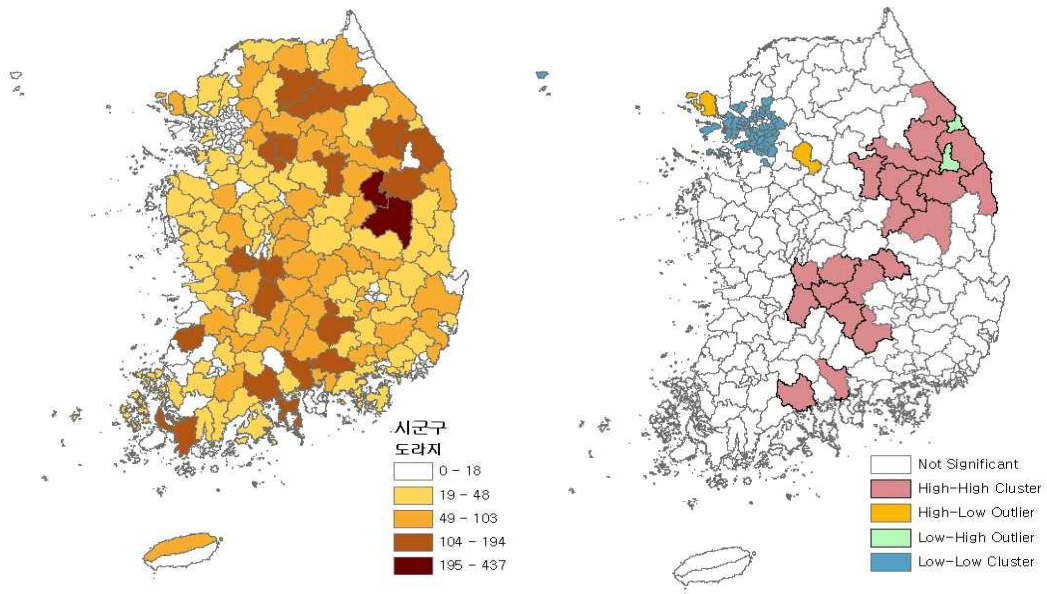 시군구
도라지
0 - 18
19 - 48
49 - 103
104 - 194
195 - 437
Not Significant
High-High Cluster
High-Low Outlier
Low-High Outlier
Low-Low Cluster